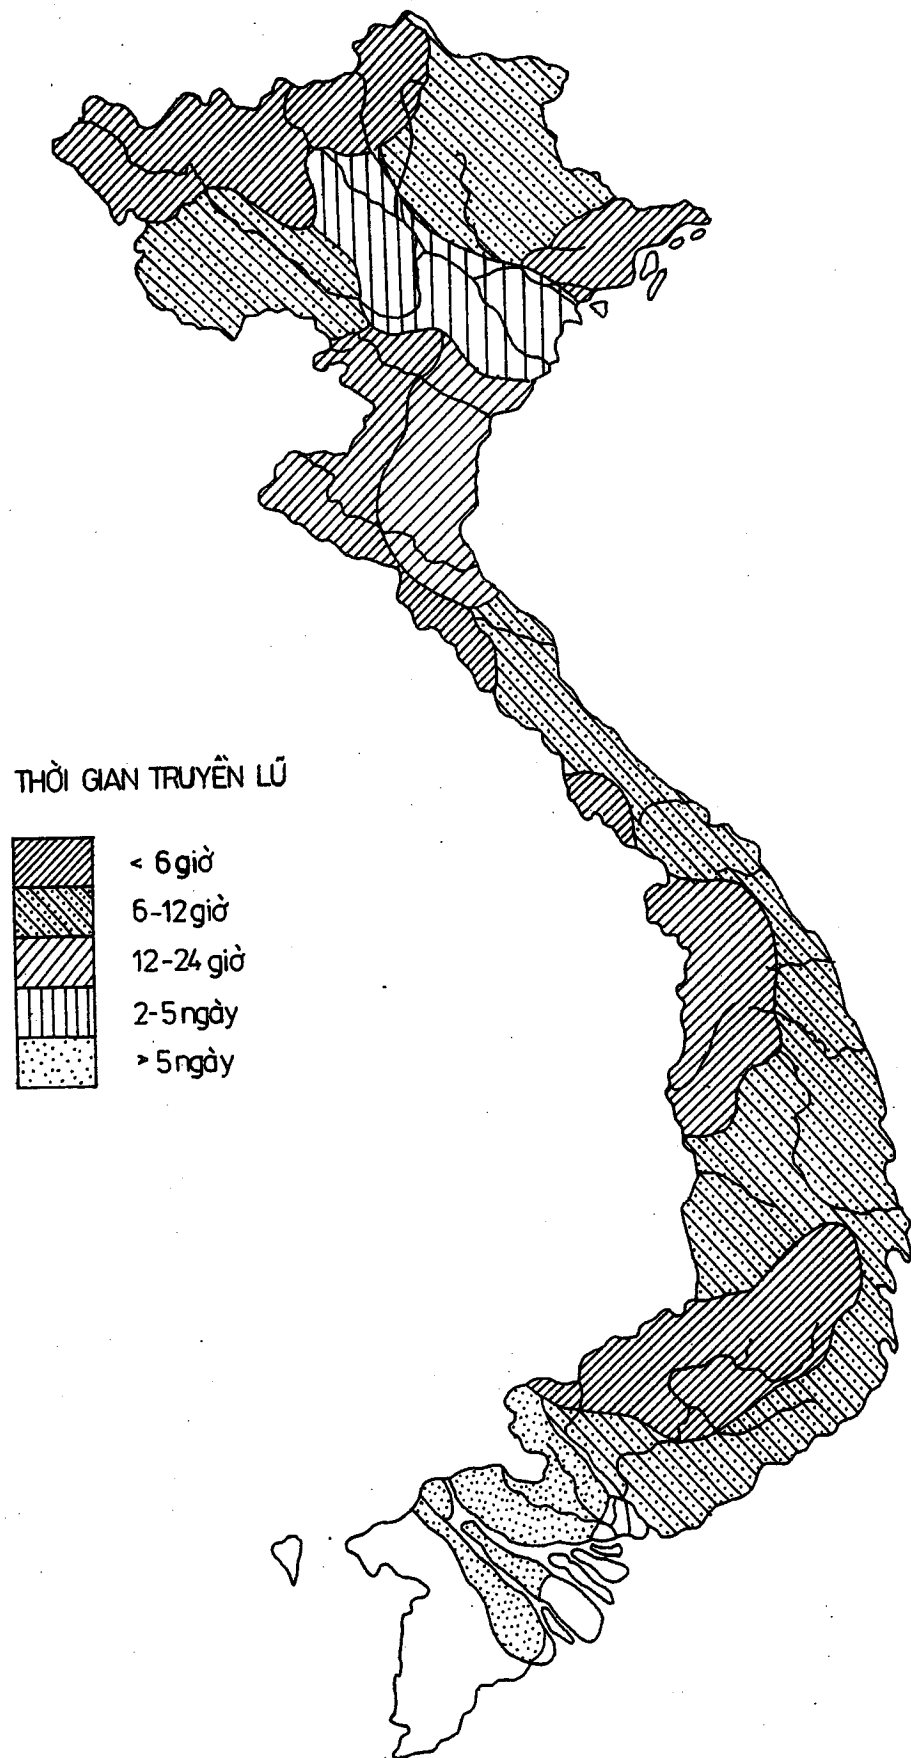 THỜI GIAN TRUYỀN LŨ
< 6 giờ
6-12 giờ
12-24 giờ
2-5 ngày
> 5 ngày